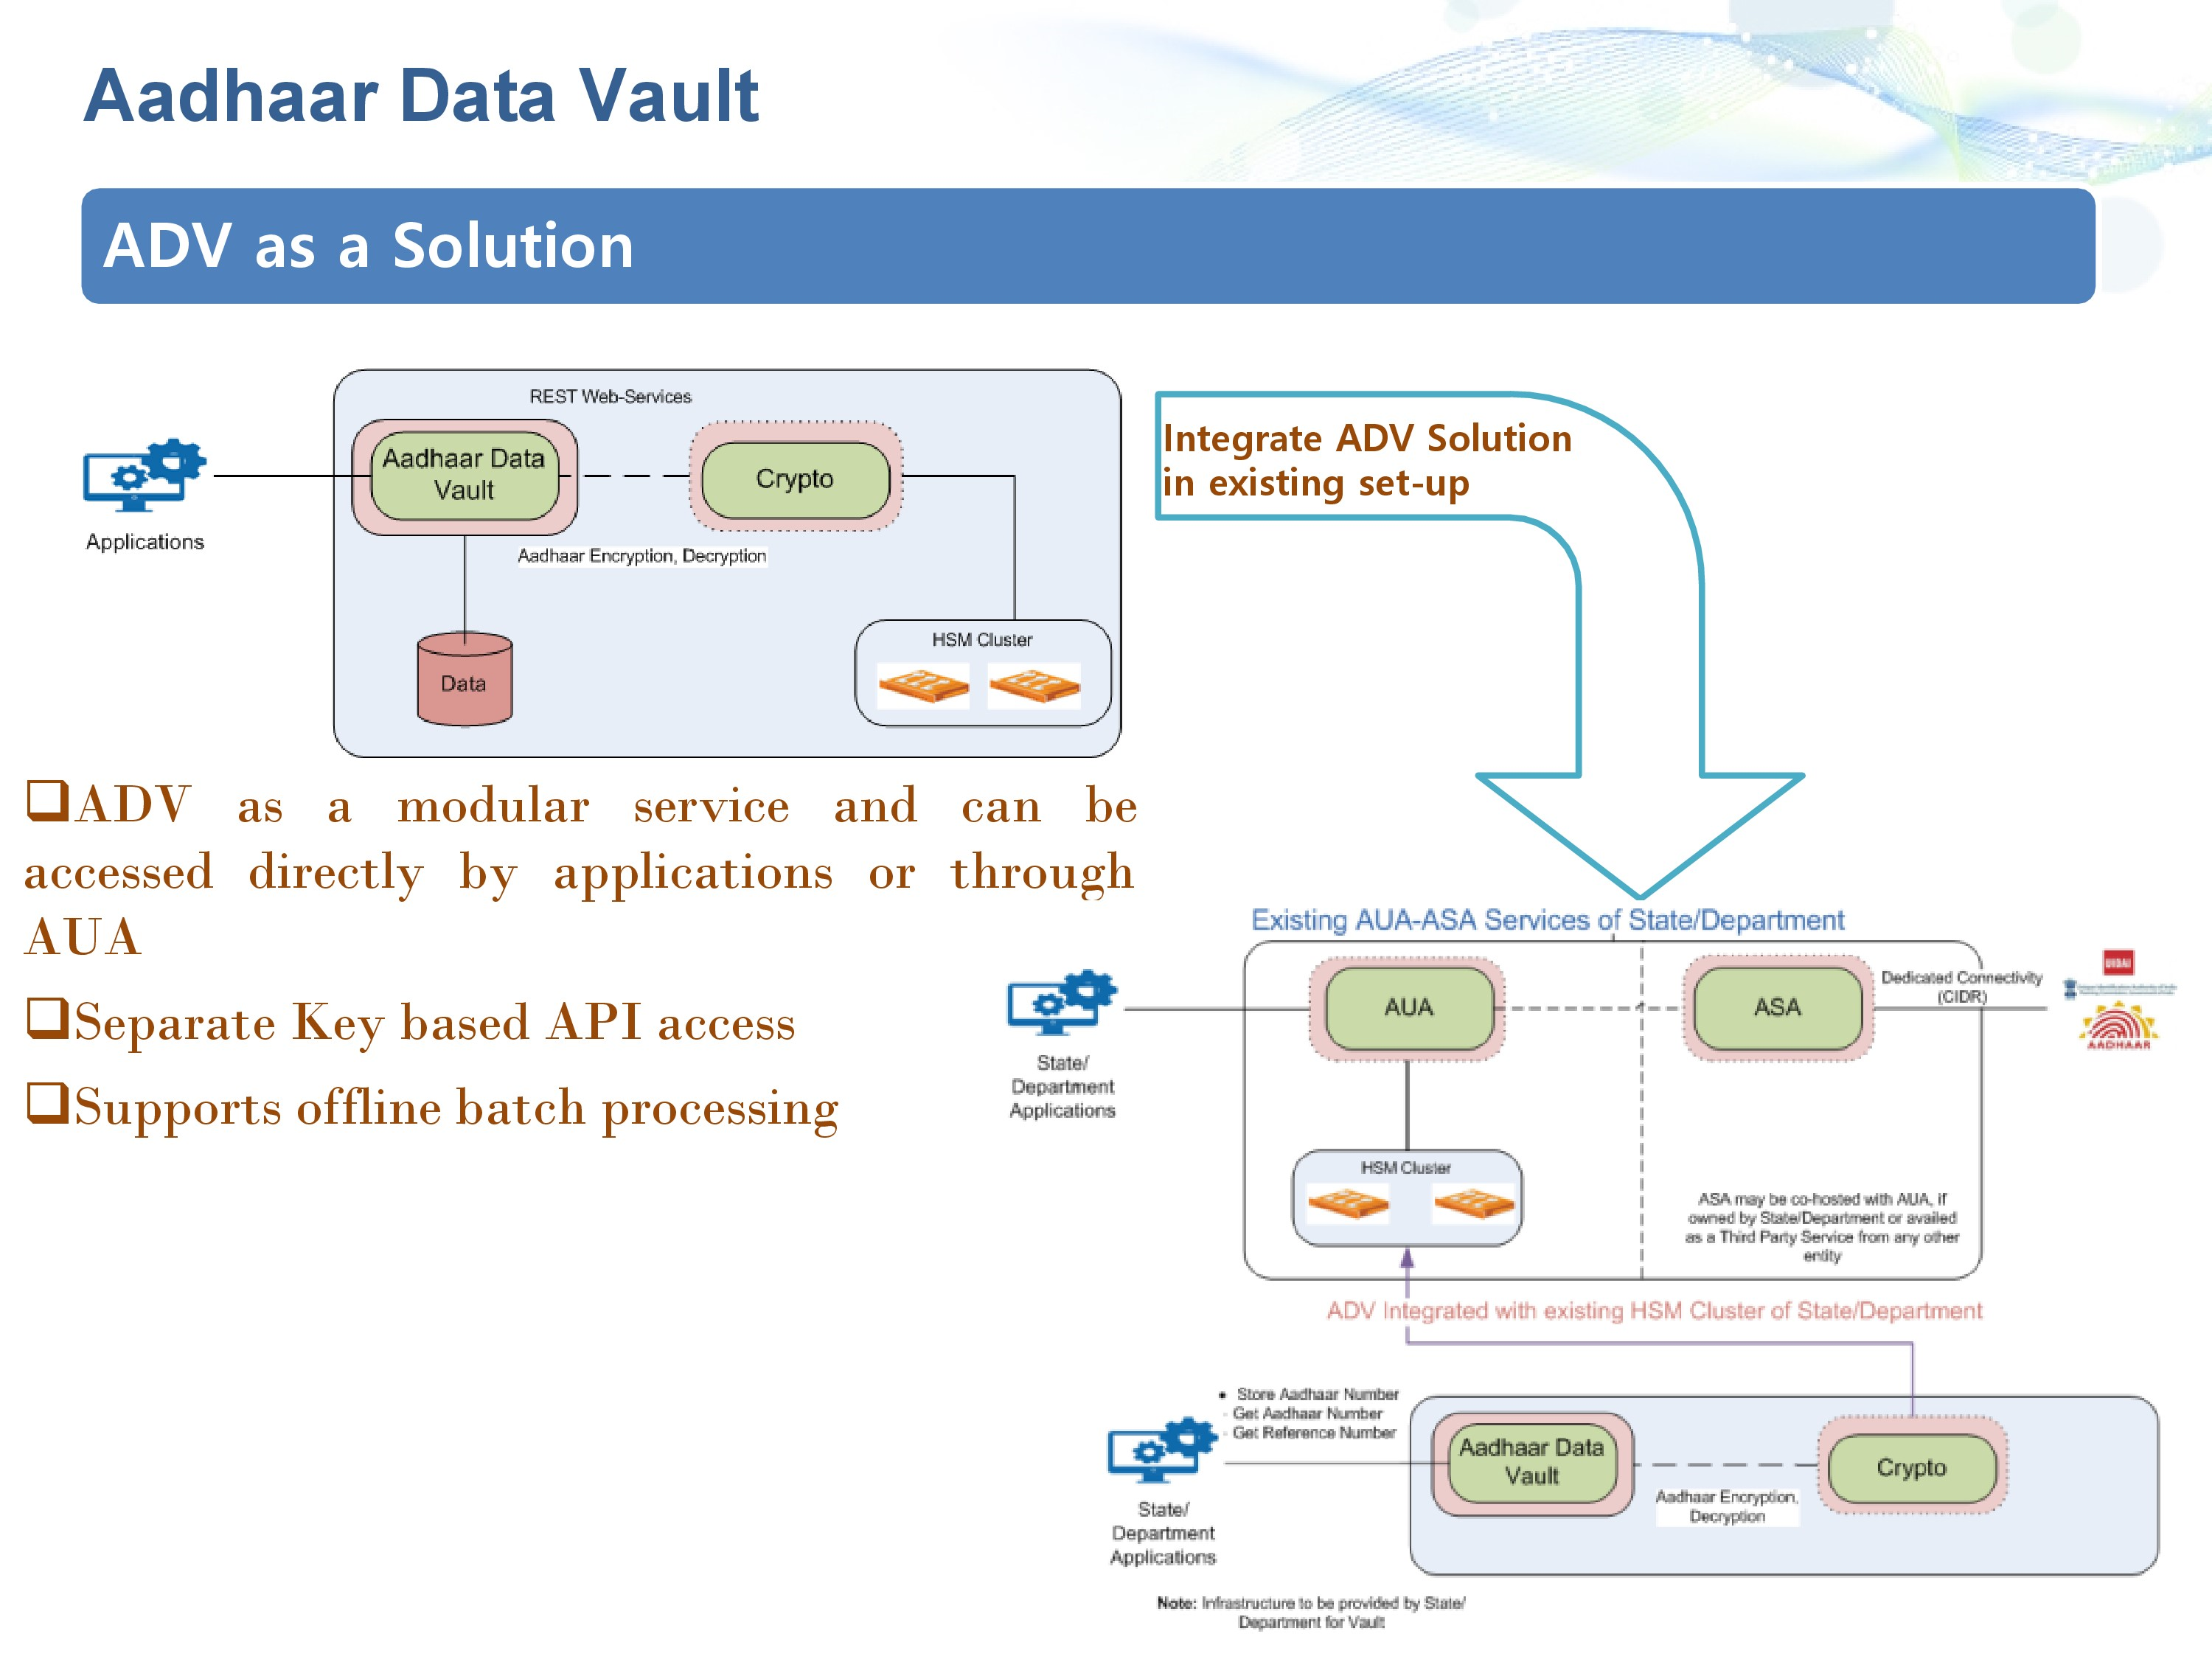 Aadhaar Data Vault
ADV as a Solution
REST Web-Services
Aadhaar Data
Vault
Crypto
Applications
Aadhaar Encryption, Decryption
HSM Cluster
Data
Integrate ADV Solution
in existing set-up
❑ADV as a modular service and can be
accessed directly by applications or through
AUA
❑Separate Key based API access
❑Supports offline batch processing
Existing AUA-ASA Services of State/Department
AUA
ASA
Dedicated Connectivity
(CIDR)
UIDAI
AADHAAR
State/
Department
Applications
HSM Cluster
ASA may be co-hosted with AUA, if
owned by State/Department or availed
as a Third Party Service from any other
entity
ADV Integrated with existing HSM Cluster of State/Department
• Store Aadhaar Number
- Get Aadhaar Number
- Get Reference Number
Aadhaar Data
Vault
Crypto
Aadhaar Encryption,
Decryption
State/
Department
Applications
Note: Infrastructure to be provided by State/
Department for Vault